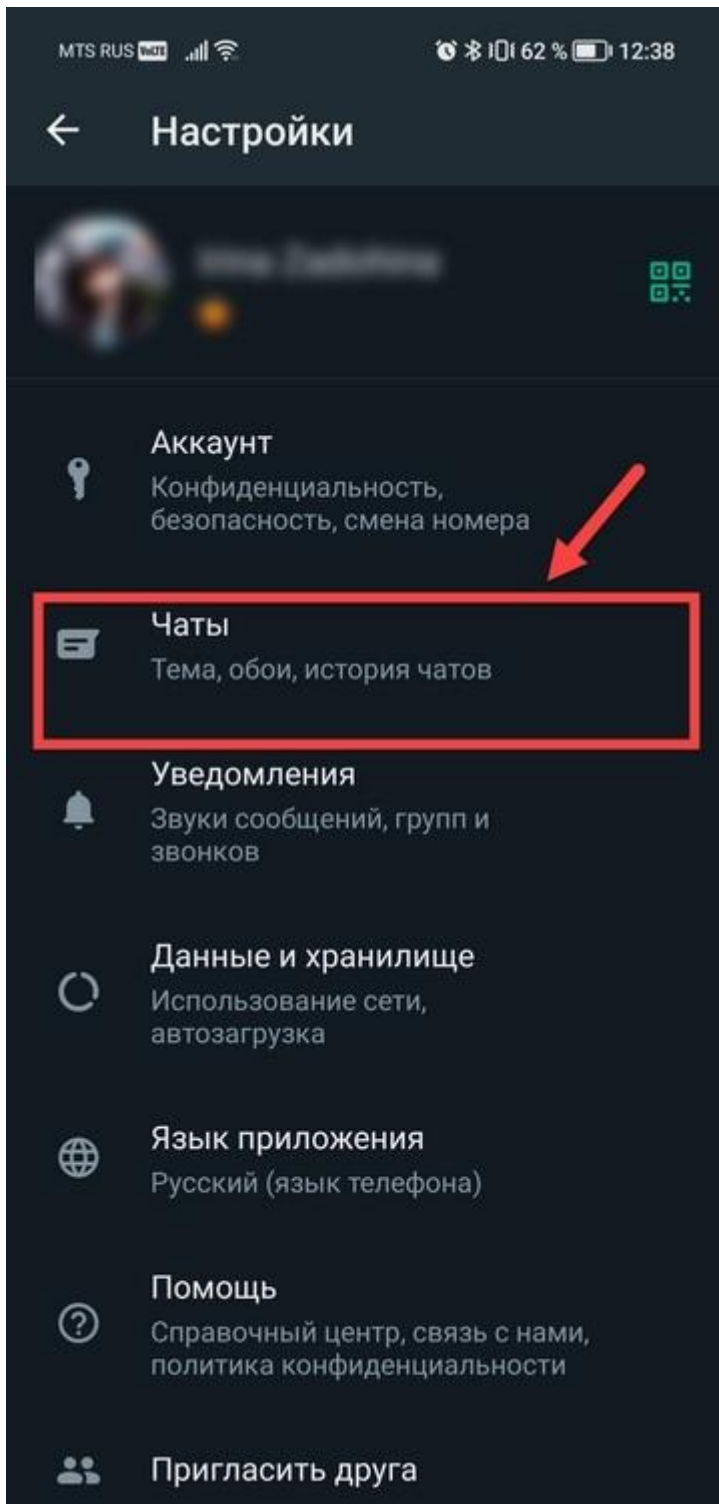 MTS RUS VoLTE 62 % 12:38
Настройки
Аккаунт
Конфиденциальность,
безопасность, смена номера
Чаты
Тема, обои, история чатов
Уведомления
Звуки сообщений, групп и
звонков
Данные и хранилище
Использование сети,
автозагрузка
Язык приложения
Русский (язык телефона)
Помощь
Справочный центр, связь с нами,
политика конфиденциальности
Пригласить друга